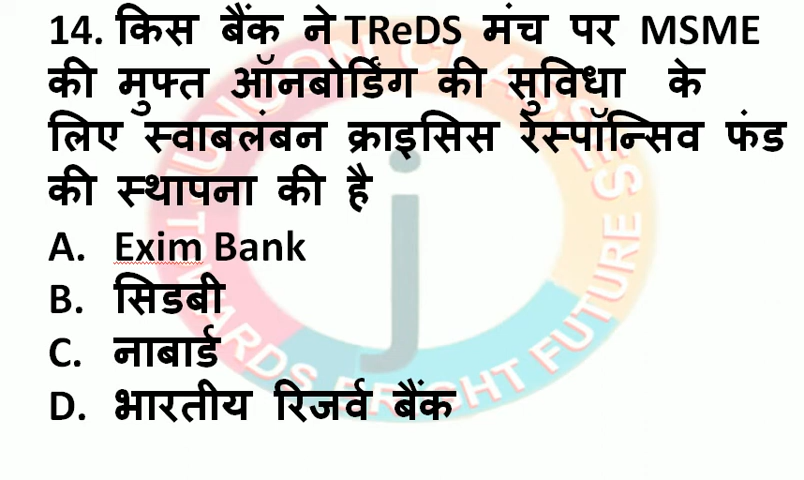 14. किस बैंक ने TReDS मंच पर MSME
की मुफ्त ऑनबोर्डिंग की सुविधा के
लिए स्वाबलंबन क्राइसिस रेस्पॉन्सिव फंड
की स्थापना की है
A. Exim Bank
B. सिडबी
C. नाबार्ड
D. भारतीय रिजर्व बैंक